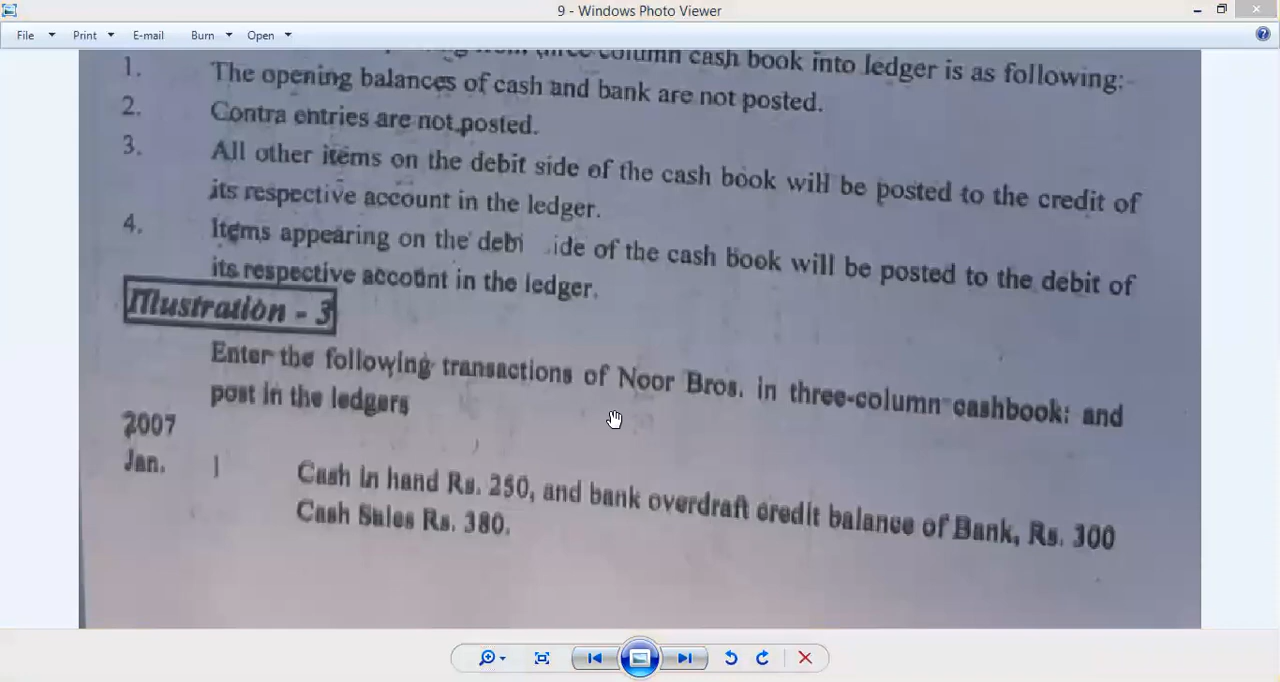 9 - Windows Photo Viewer
File Print E-mail Burn Open
three column cash book into ledger is as following:-
1. The opening balances of cash and bank are not posted.
2. Contra entries are not posted.
3. All other items on the debit side of the cash book will be posted to the credit of
its respective account in the ledger.
4. Items appearing on the debi ide of the cash book will be posted to the debit of
its respective account in the ledger.
Illustration - 3
Enter the following transactions of Noor Bros. in three-column cashbook: and
post in the ledgers
2007
Jan. 1 Cash in hand Rs. 250, and bank overdraft credit balance of Bank, Rs. 300
Cash Sales Rs. 380.